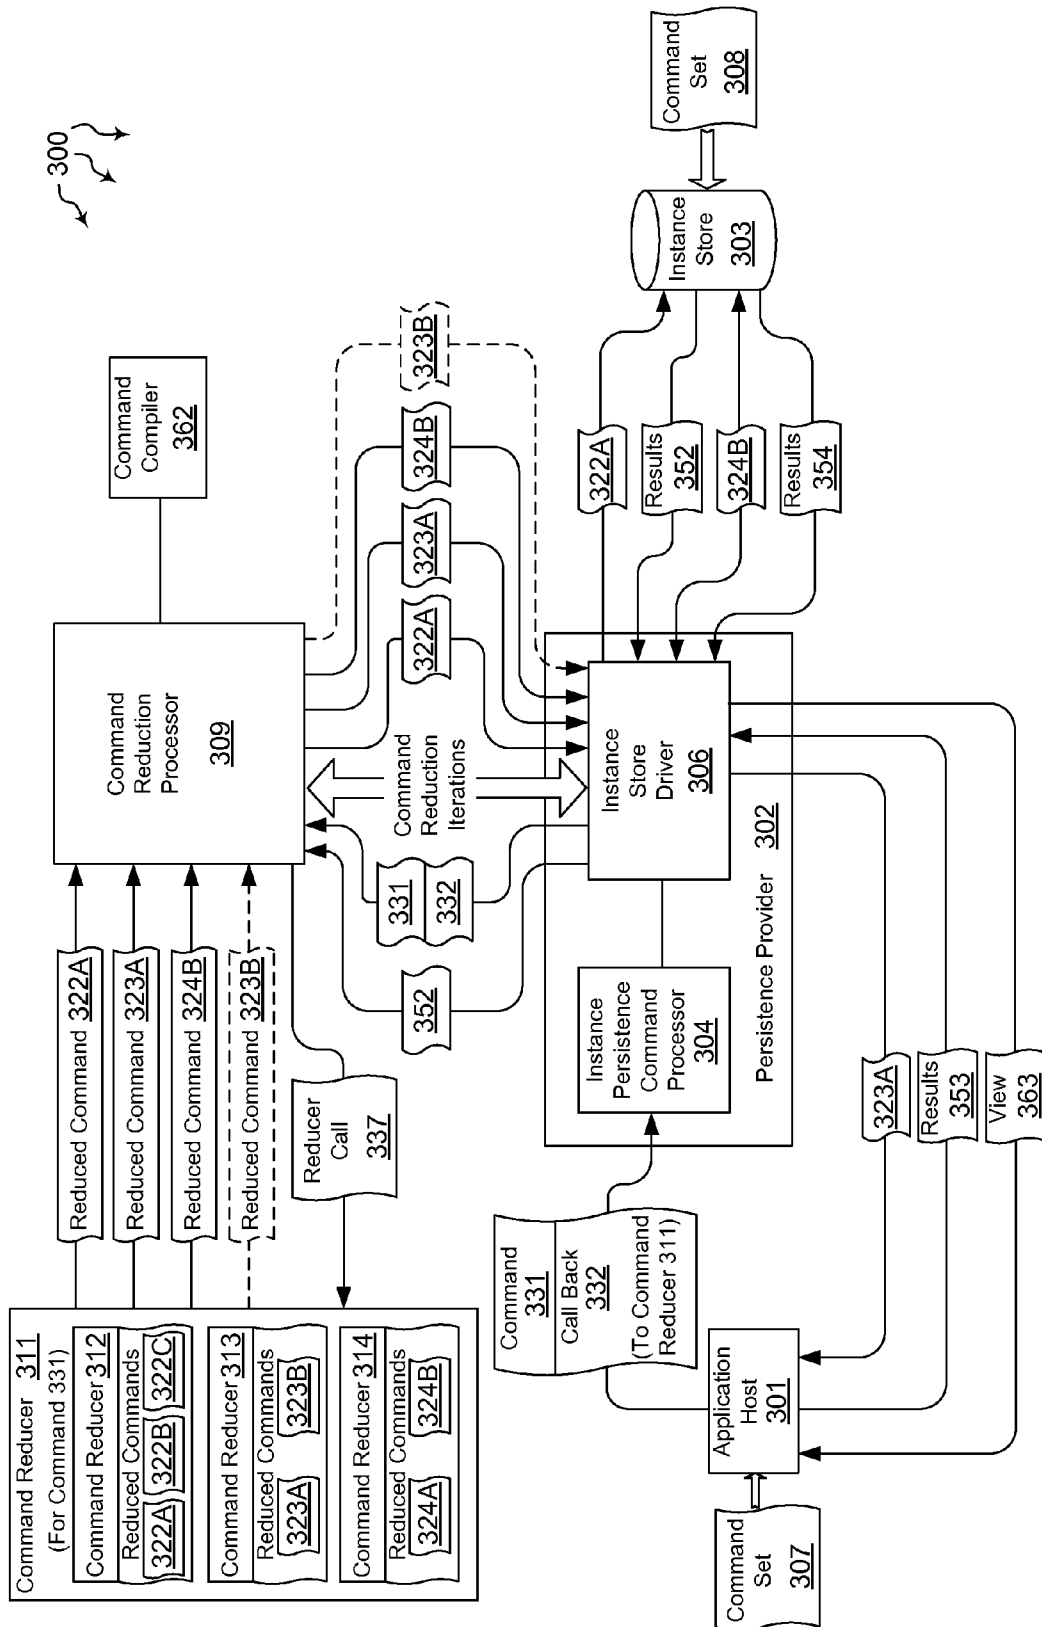 300
Command Reducer 311
(For Command 331)
Command Reducer 312
Reduced Commands
322A
322B
322C
Command Reducer 313
Reduced Commands
323A
323B
Command Reducer 314
Reduced Commands
324A
324B
Reduced Command 322A
Reduced Command 323A
Reduced Command 324B
Reduced Command 323B
Reducer
Call
337
Command
Reduction
Processor
309
Command
Compiler
362
352
331
332
Command
Reduction
Iterations
322A
323A
324B
323B
Command
331
Call Back
332
(To Command
Reducer 311)
Instance
Persistence
Command
Processor
304
Instance
Store
Driver
306
Persistence Provider 302
322A
Results
352
324B
Results
354
Instance
Store
303
Command
Set
308
Command
Set
307
Application
Host
301
323A
Results
353
View
363